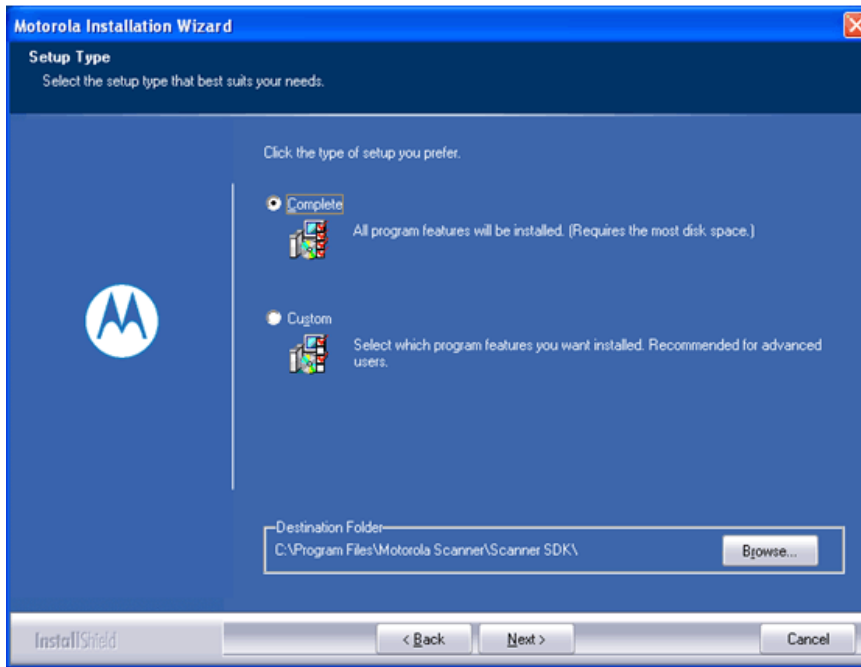 Motorola Installation Wizard
Setup Type
Select the setup type that best suits your needs.
Click the type of setup you prefer.
Complete
All program features will be installed. (Requires the most disk space.)
Custom
Select which program features you want installed. Recommended for advanced
users.
Destination Folder
C:\Program Files\Motorola Scanner\Scanner SDK\
Browse...
InstallShield
< Back
Next >
Cancel